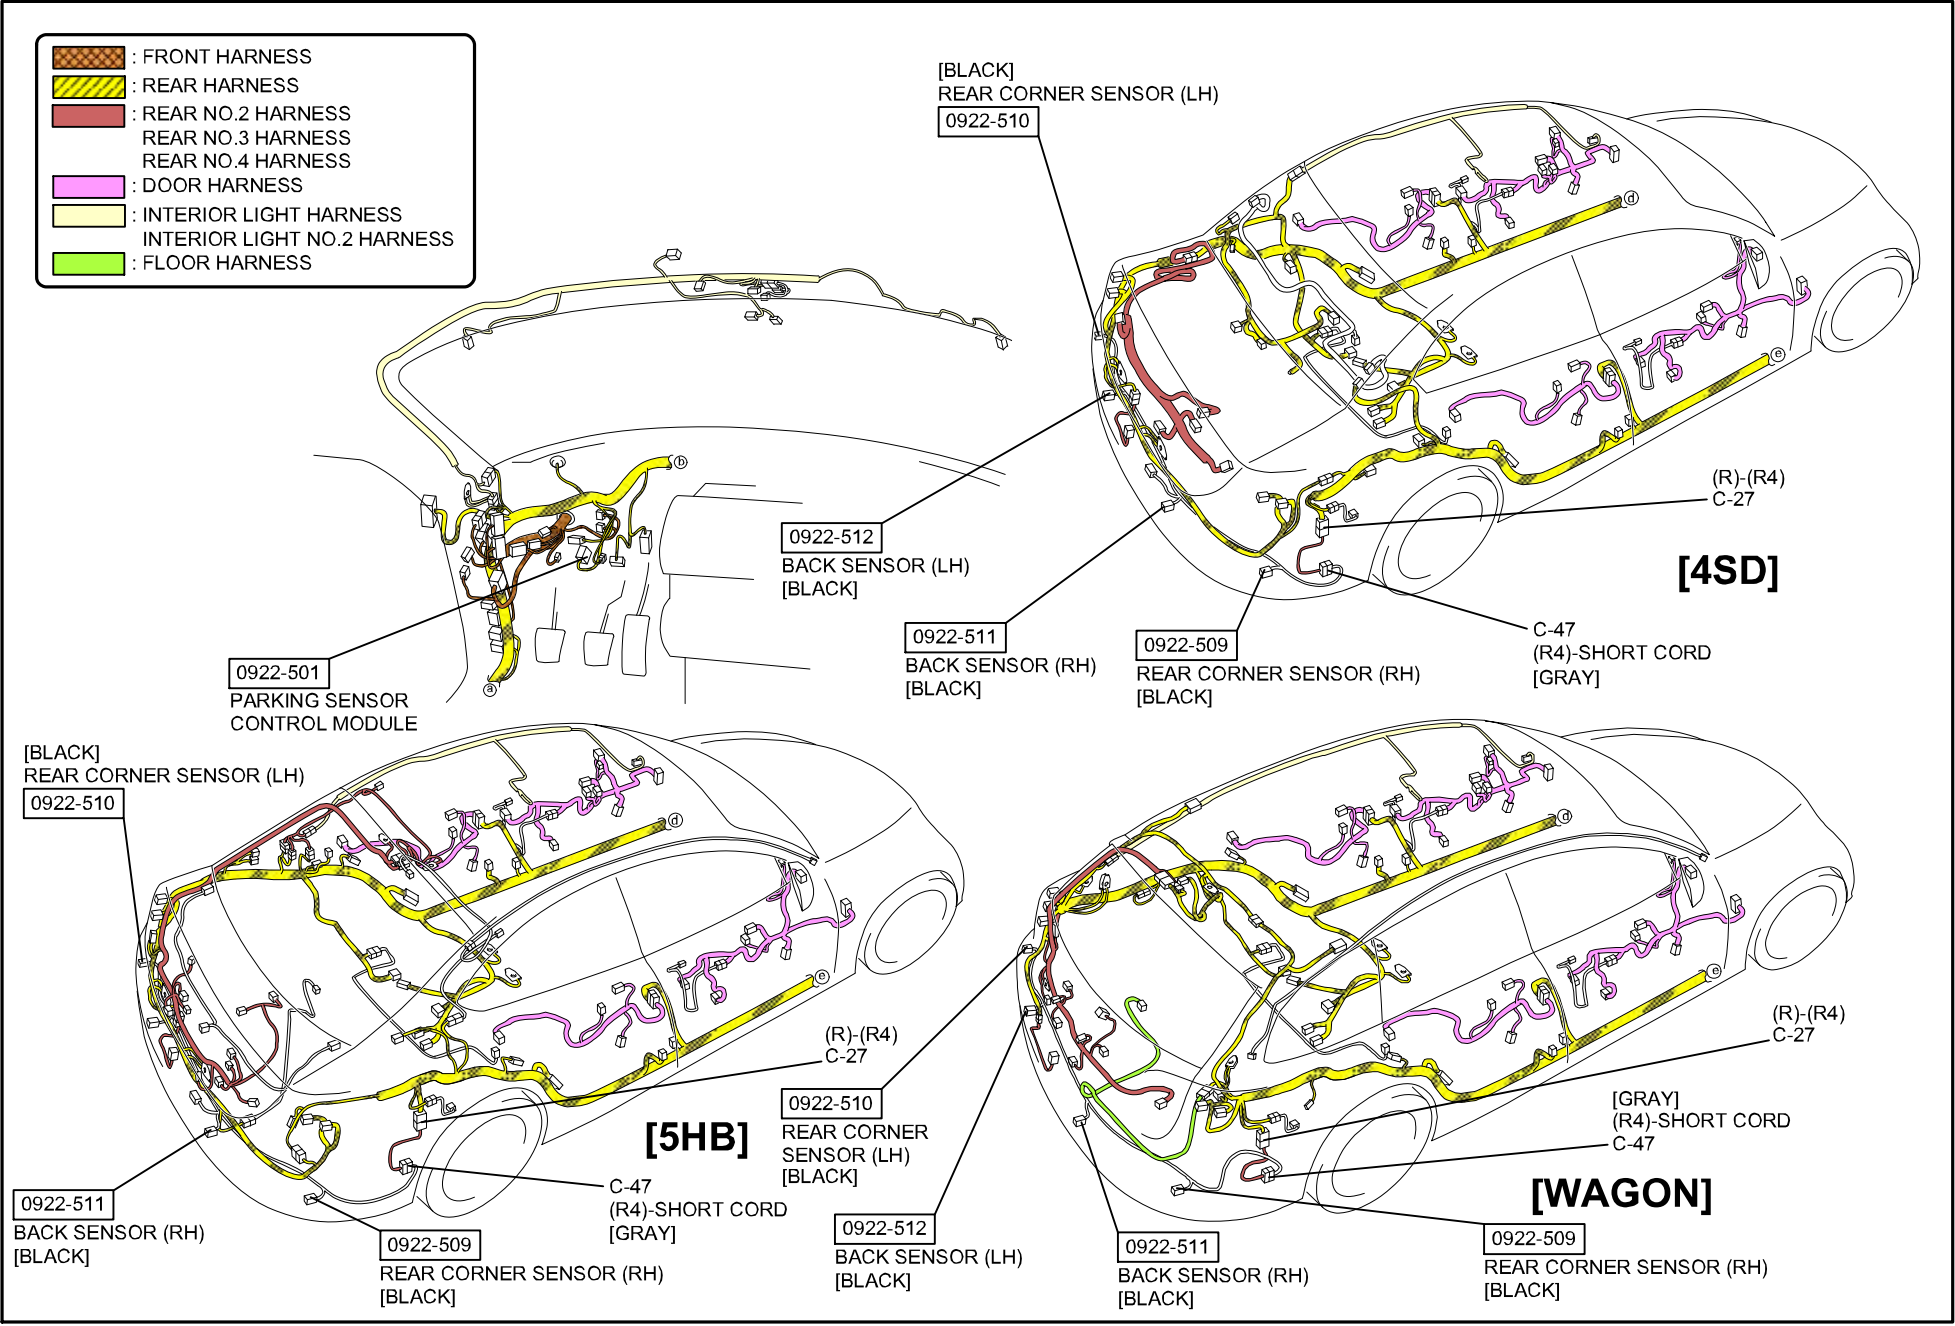 : FRONT HARNESS
: REAR HARNESS
: REAR NO.2 HARNESS
REAR NO.3 HARNESS
REAR NO.4 HARNESS
: DOOR HARNESS
: INTERIOR LIGHT HARNESS
INTERIOR LIGHT NO.2 HARNESS
: FLOOR HARNESS
b
a
0922-501
PARKING SENSOR
CONTROL MODULE
[BLACK]
REAR CORNER SENSOR (LH)
0922-510
d
e
0922-512
BACK SENSOR (LH)
[BLACK]
0922-511
BACK SENSOR (RH)
[BLACK]
0922-509
REAR CORNER SENSOR (RH)
[BLACK]
(R)-(R4)
C-27
[4SD]
C-47
(R4)-SHORT CORD
[GRAY]
[BLACK]
REAR CORNER SENSOR (LH)
0922-510
d
e
(R)-(R4)
C-27
[5HB]
C-47
(R4)-SHORT CORD
[GRAY]
0922-511
BACK SENSOR (RH)
[BLACK]
0922-509
REAR CORNER SENSOR (RH)
[BLACK]
d
e
0922-510
REAR CORNER
SENSOR (LH)
[BLACK]
0922-512
BACK SENSOR (LH)
[BLACK]
0922-511
BACK SENSOR (RH)
[BLACK]
(R)-(R4)
C-27
[GRAY]
(R4)-SHORT CORD
C-47
[WAGON]
0922-509
REAR CORNER SENSOR (RH)
[BLACK]